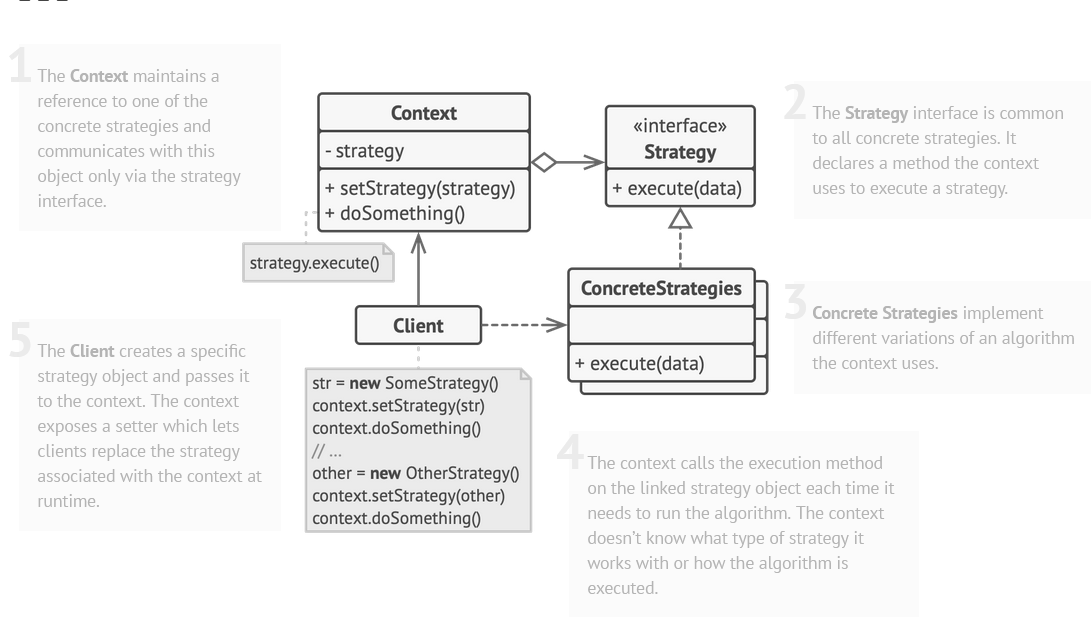 1
The Context maintains a
reference to one of the
concrete strategies and
communicates with this
object only via the strategy
interface.
Context
- strategy
+ setStrategy(strategy)
+ doSomething()
«interface»
Strategy
+ execute(data)
2
The Strategy interface is common
to all concrete strategies. It
declares a method the context
uses to execute a strategy.
strategy.execute()
Client
ConcreteStrategies
+ execute(data)
3
Concrete Strategies implement
different variations of an algorithm
the context uses.
5
The Client creates a specific
strategy object and passes it
to the context. The context
exposes a setter which lets
clients replace the strategy
associated with the context at
runtime.
str = new SomeStrategy()
context.setStrategy(str)
context.doSomething()
// ...
other = new OtherStrategy()
context.setStrategy(other)
context.doSomething()
4
The context calls the execution method
on the linked strategy object each time it
needs to run the algorithm. The context
doesn't know what type of strategy it
works with or how the algorithm is
executed.